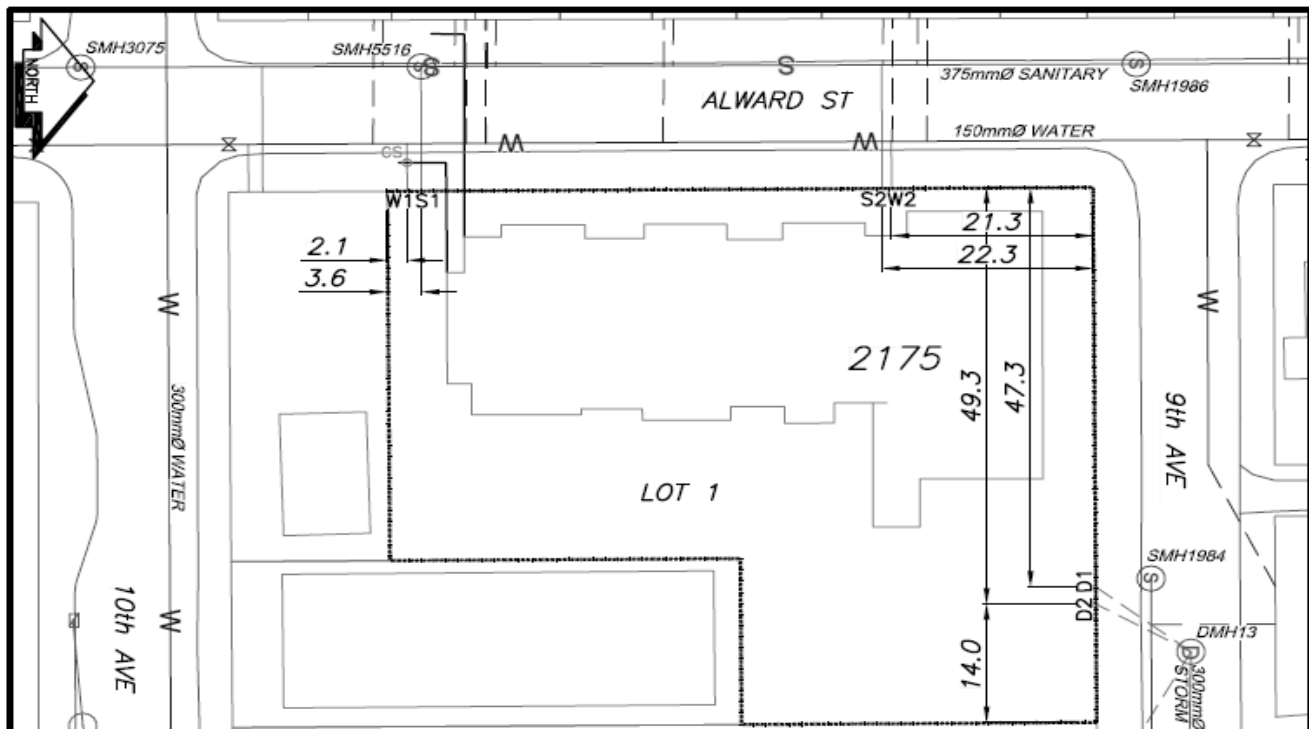 NORTH
SMH3075
S
SMH5516
S
S
S
375mmØ SANITARY
S
SMH1986
ALWARD ST
150mmØ WATER
W
W
CS
W1S1
S2W2
2.1
3.6
21.3
22.3
W
W
2175
49.3
47.3
300mmØ WATER
9th AVE
LOT 1
SMH1984
S
D2 D1
10th AVE
W
14.0
DMH13
D
300mmØ
STORM